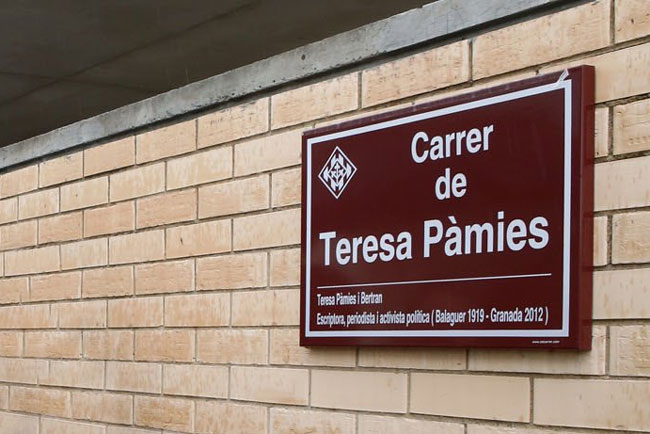 Carrer
de
Teresa Pàmies
Teresa Pàmies i Bertran
Escriptora, periodista i activista política ( Balaguer 1919 - Granada 2012 )